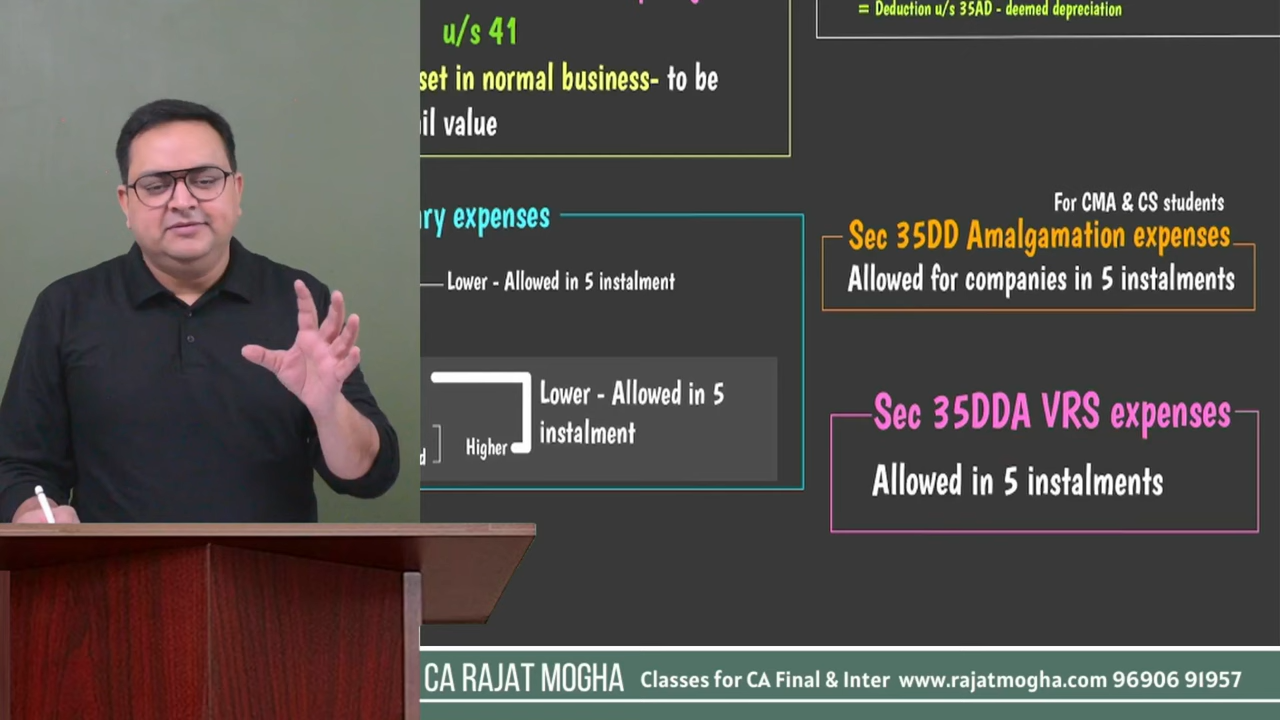 = Deduction u/s 35AD - deemed depreciation
u/s 41
set in normal business- to be
il value
ry expenses
Lower - Allowed in 5 instalment
Lower - Allowed in 5
instalment
Higher
d
For CMA & CS students
Sec 35DD Amalgamation expenses
Allowed for companies in 5 instalments
Sec 35DDA VRS expenses
Allowed in 5 instalments
CA RAJAT MOGHA Classes for CA Final & Inter www.rajatmogha.com 96906 91957